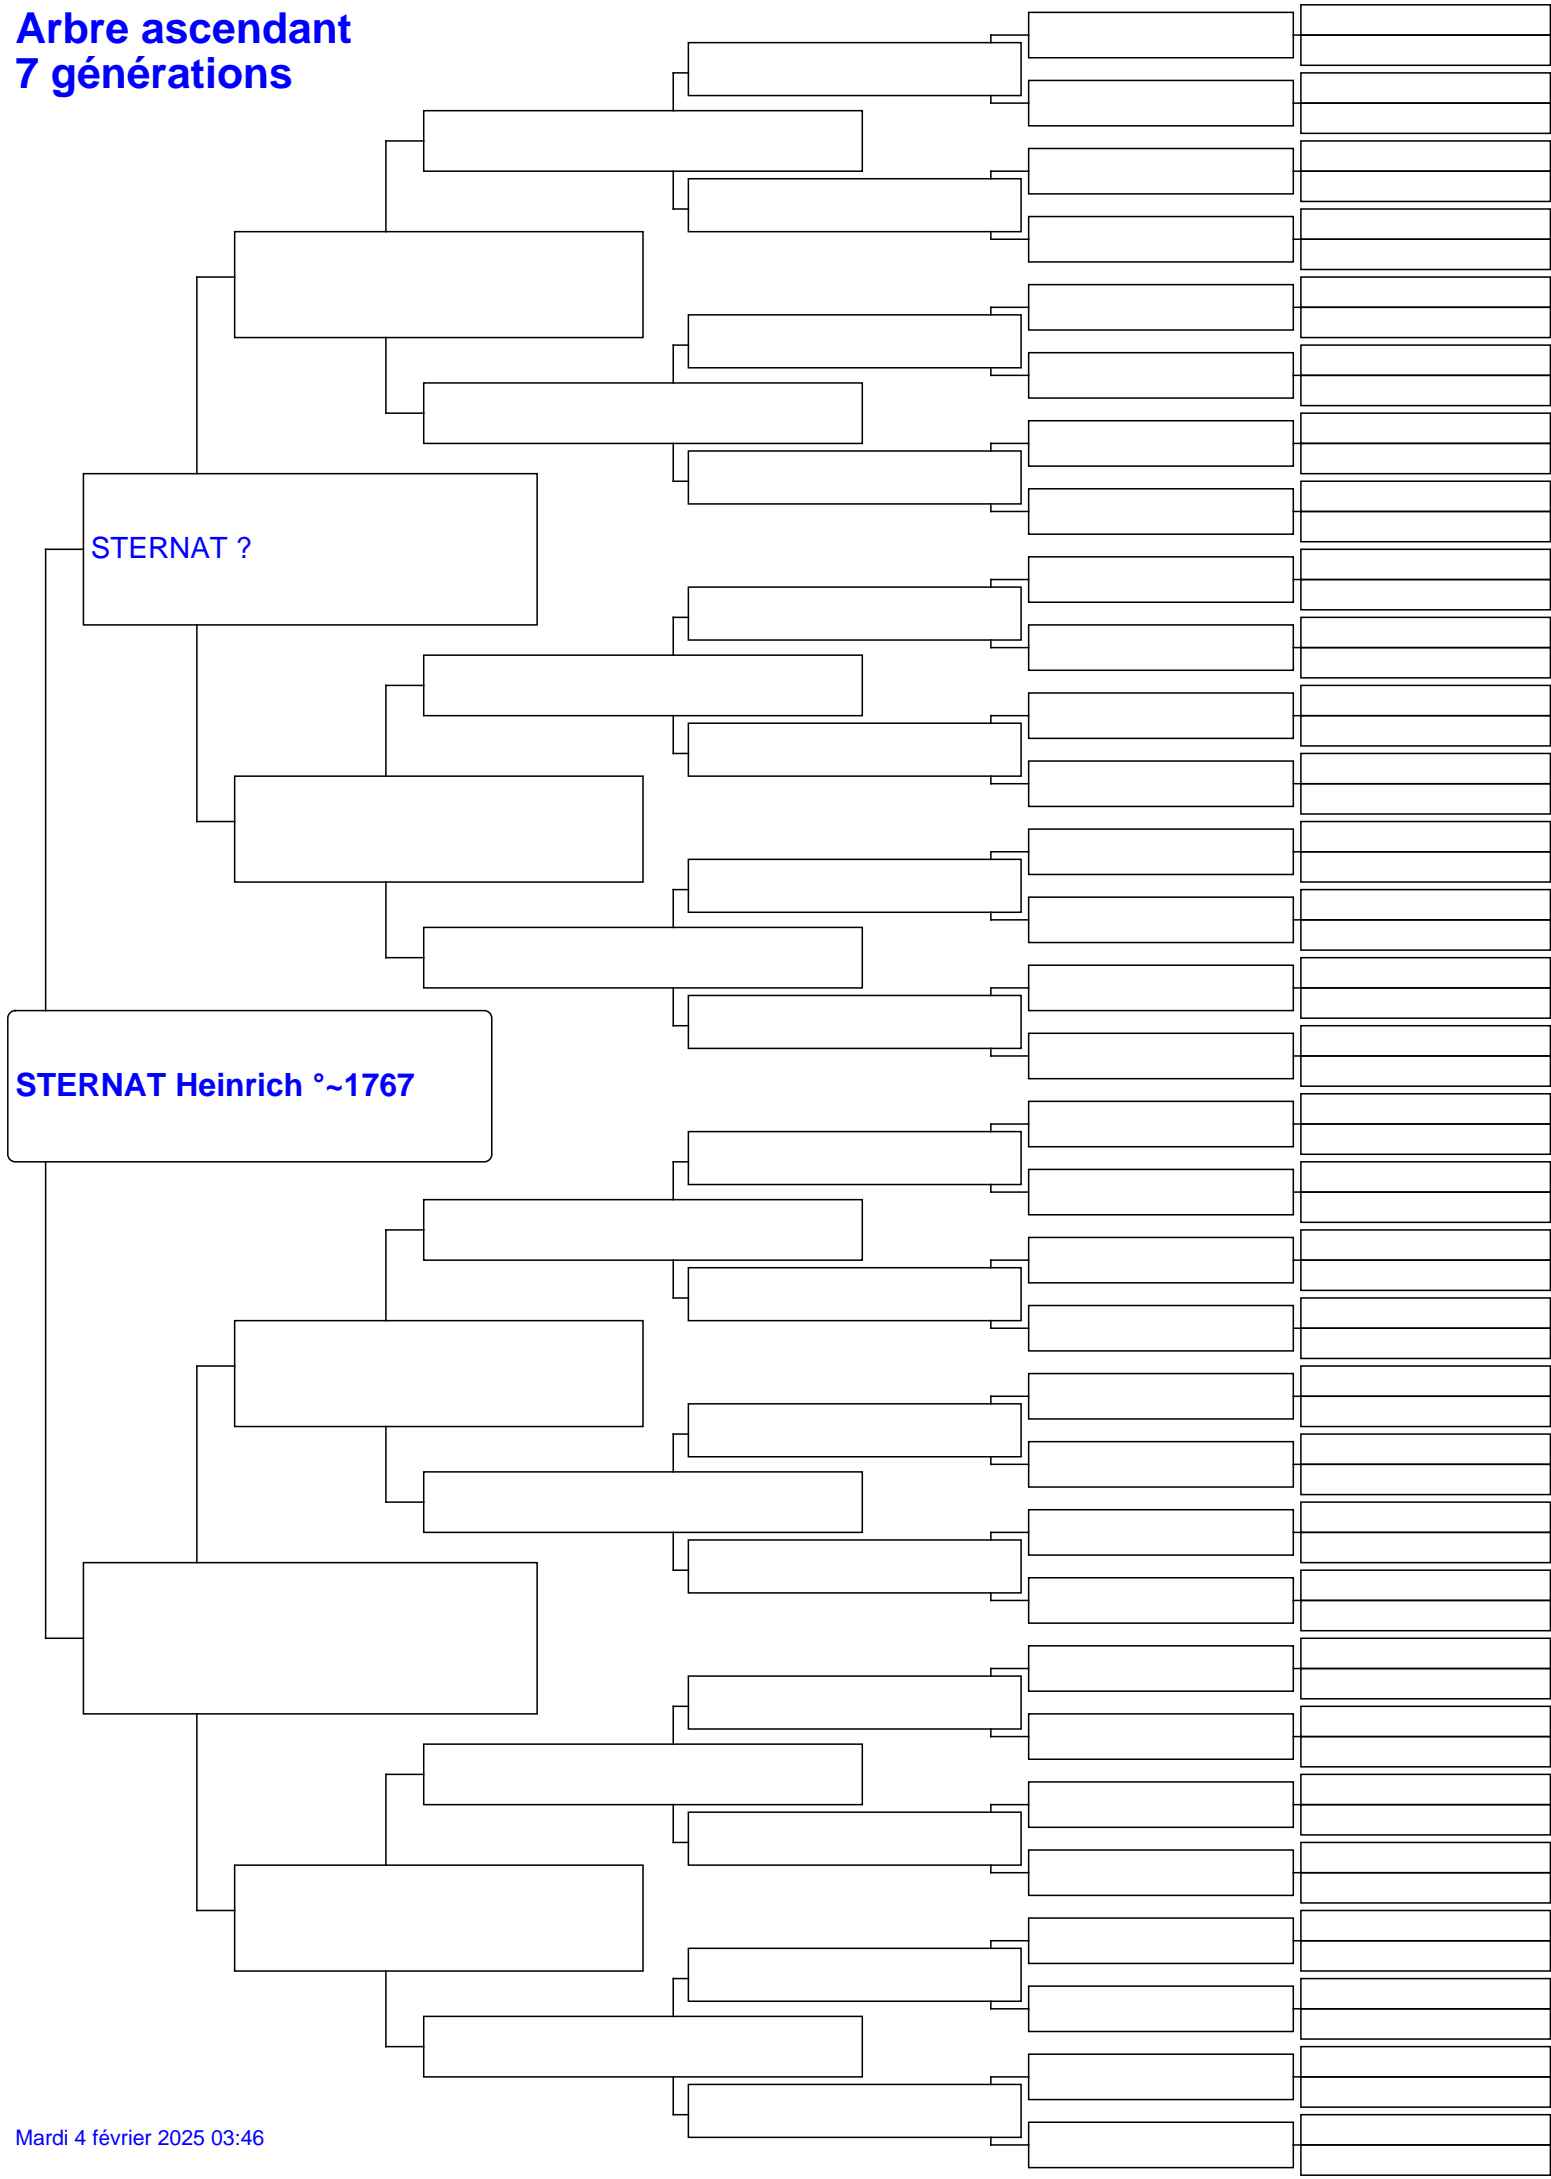 Arbre ascendant
7 générations
STERNAT ?
STERNAT Heinrich °~1767
Mardi 4 février 2025 03:46